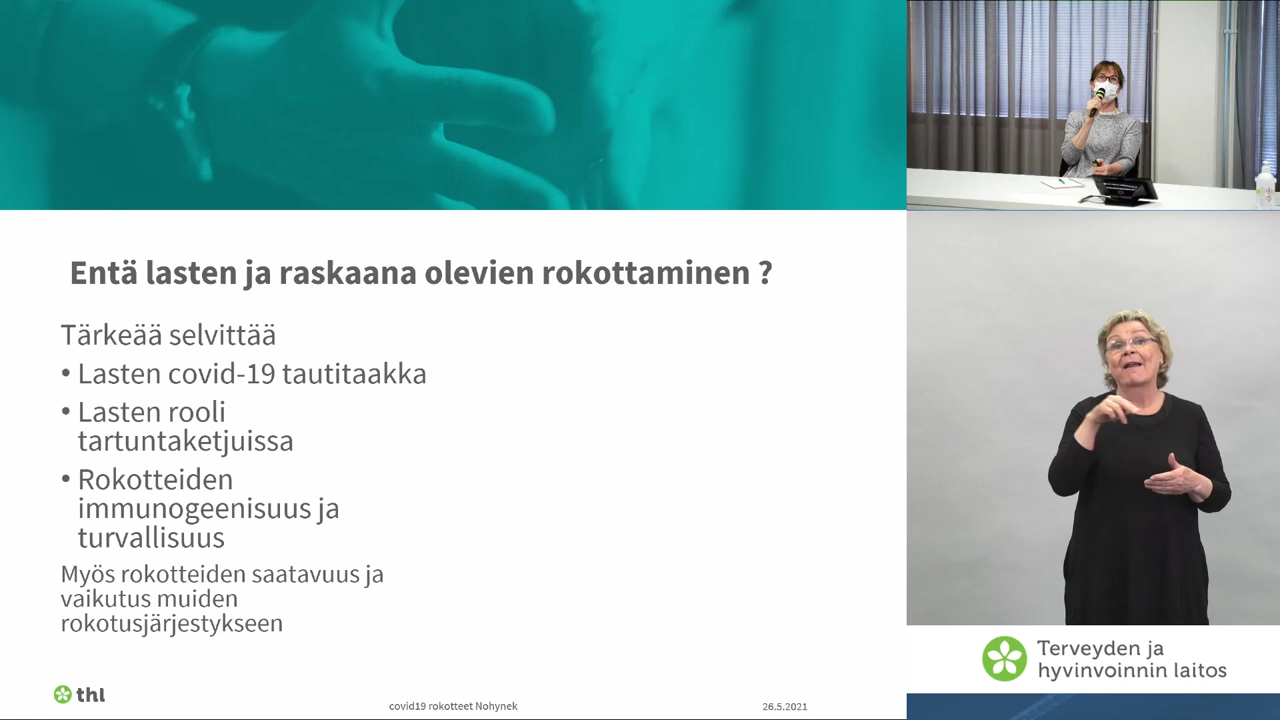 Entä lasten ja raskaana olevien rokottaminen ?
Tärkeää selvittää
• Lasten covid-19 tautitaakka
• Lasten rooli
tartuntaketjuissa
• Rokotteiden
immunogeenisuus ja
turvallisuus
Myös rokotteiden saatavuus ja
vaikutus muiden
rokotusjärjestykseen
thl
covid19 rokotteet Nohynek
26.5.2021
Terveyden ja
hyvinvoinnin laitos